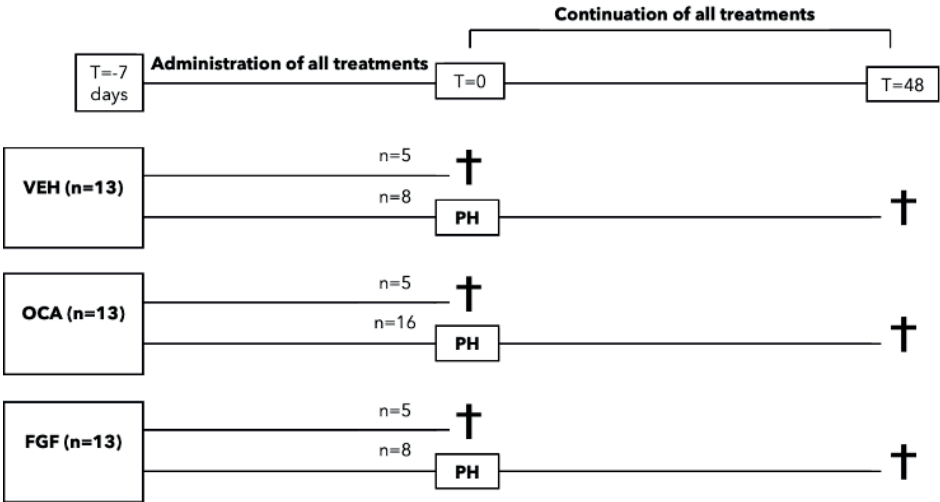 Continuation of all treatments
Administration of all treatments
T=-7
days
T=0
T=48
VEH (n=13)
n=5
n=8
PH
OCA (n=13)
n=5
n=16
PH
FGF (n=13)
n=5
n=8
PH